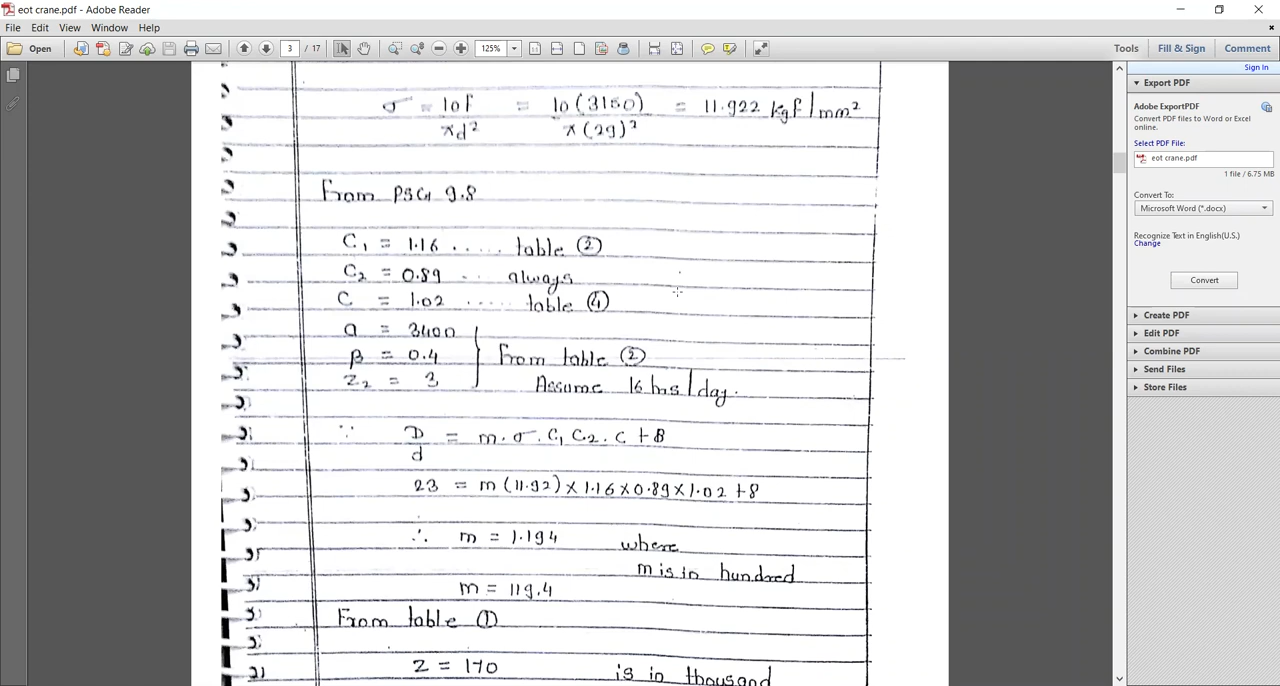 eot crane.pdf - Adobe Reader
File Edit View Window Help
Open 3 / 17 125% Tools Fill & Sign Comment
Sign In
Export PDF
Adobe ExportPDF
Convert PDF files to Word or Excel
online.
Select PDF File:
eot crane.pdf
1 file / 6.75 MB
Convert To:
Microsoft Word (*.docx)
Recognize Text in English(U.S.)
Change
Convert
Create PDF
Edit PDF
Combine PDF
Send Files
Store Files
σ = 10F / πd² = 10(3150) / π(29)² = 11.922 kgf/mm²
From PSG 9.8
C₁ = 1.16 ..... table ②
C₂ = 0.89 .. always
C = 1.02 ..... table ④
a = 3400
β = 0.4 } From table ②
Z₂ = 3 Assume 16 hrs/day.
∵ D/d = m.σ.C₁C₂.C + 8
23 = m(11.92)×1.16×0.89×1.02+8
∴ m = 1.194 where
m is in hundred
m = 119.4
From table ①
Z = 170 is in thousand